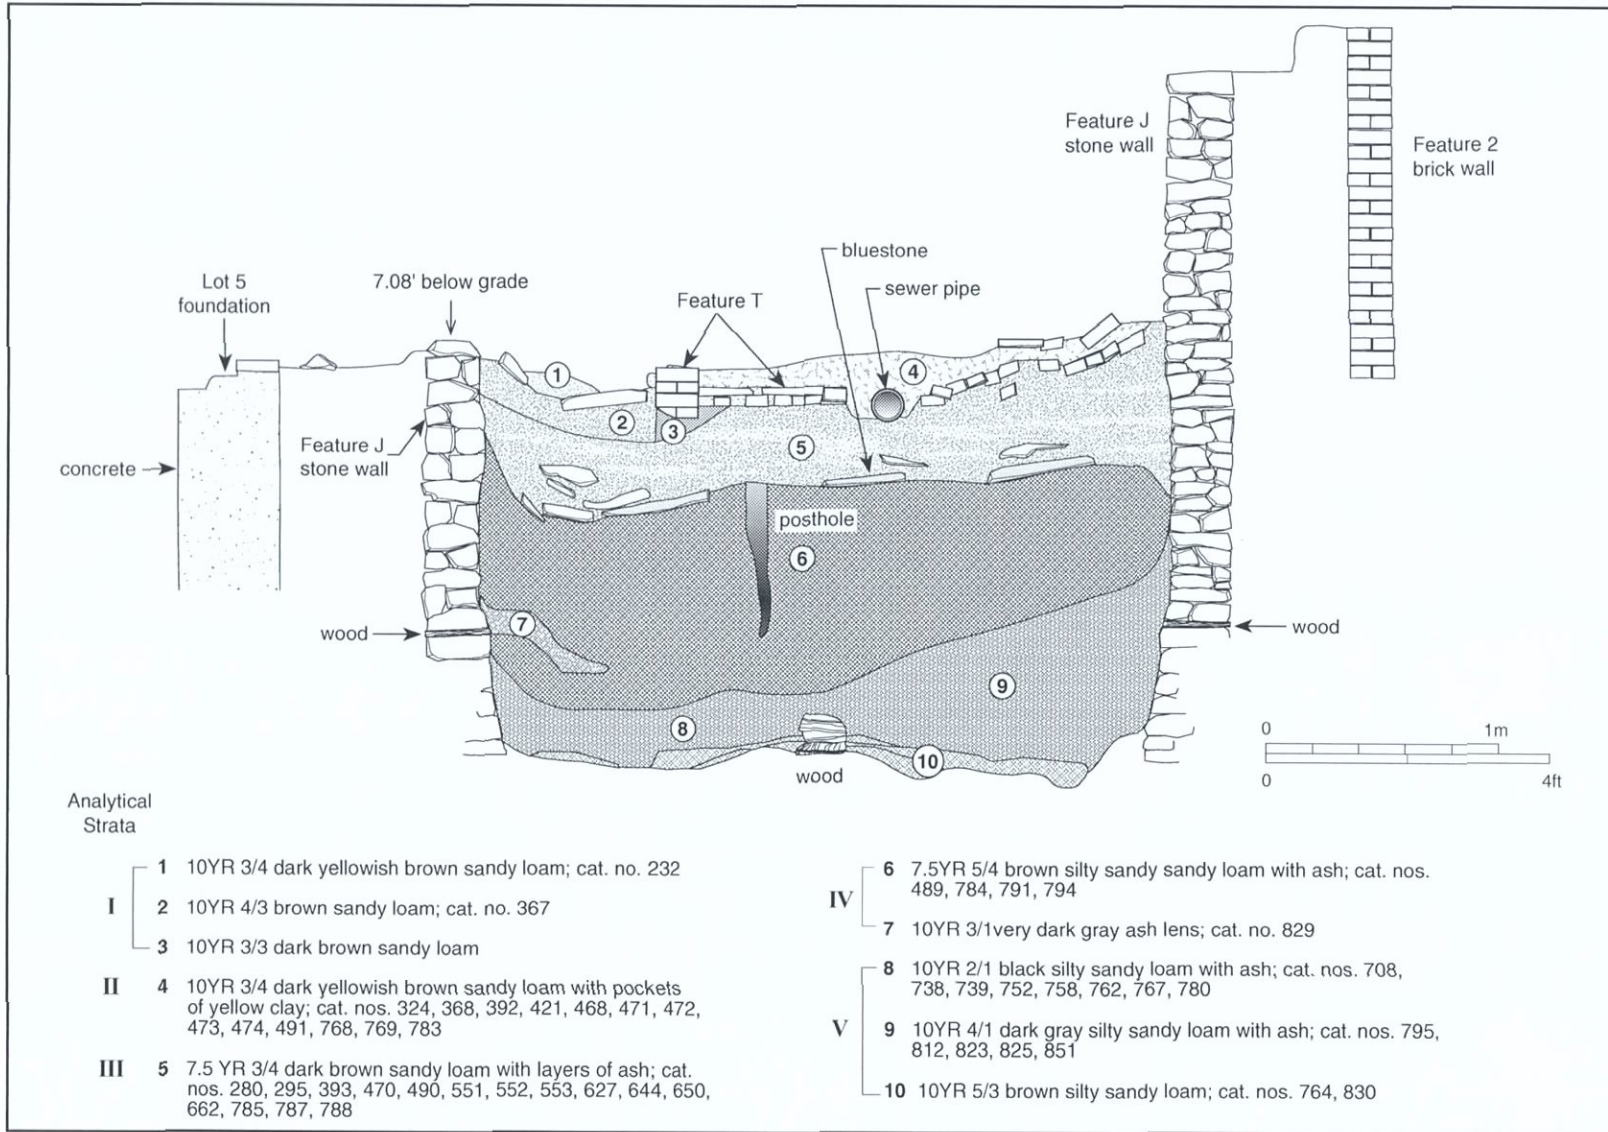 Feature J
stone wall
Feature 2
brick wall
bluestone
sewer pipe
Lot 5
foundation
7.08' below grade
Feature T
1
4
2
3
5
Feature J
stone wall
concrete
posthole
6
7
wood
wood
9
8
10
wood
0 1m
0 4ft
Analytical
Strata
I
1 10YR 3/4 dark yellowish brown sandy loam; cat. no. 232
2 10YR 4/3 brown sandy loam; cat. no. 367
3 10YR 3/3 dark brown sandy loam
II 4 10YR 3/4 dark yellowish brown sandy loam with pockets
of yellow clay; cat. nos. 324, 368, 392, 421, 468, 471, 472,
473, 474, 491, 768, 769, 783
III 5 7.5 YR 3/4 dark brown sandy loam with layers of ash; cat.
nos. 280, 295, 393, 470, 490, 551, 552, 553, 627, 644, 650,
662, 785, 787, 788
IV
6 7.5YR 5/4 brown silty sandy sandy loam with ash; cat. nos.
489, 784, 791, 794
7 10YR 3/1very dark gray ash lens; cat. no. 829
V
8 10YR 2/1 black silty sandy loam with ash; cat. nos. 708,
738, 739, 752, 758, 762, 767, 780
9 10YR 4/1 dark gray silty sandy loam with ash; cat. nos. 795,
812, 823, 825, 851
10 10YR 5/3 brown silty sandy loam; cat. nos. 764, 830